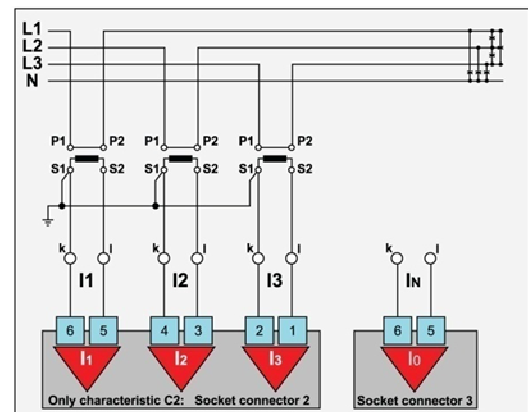 L1
L2
L3
N
P1 P2 P1 P2 P1 P2
S1 S2 S1 S2 S1 S2
k l k l k l k l
I1 I2 I3 IN
6 5 4 3 2 1 6 5
I1 I2 I3 I0
Only characteristic C2: Socket connector 2 Socket connector 3